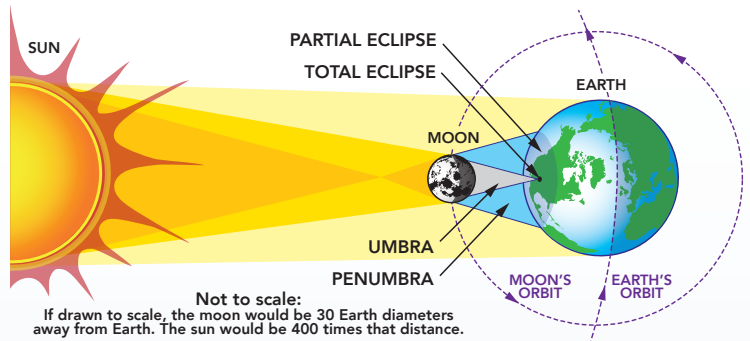 SUN
PARTIAL ECLIPSE
TOTAL ECLIPSE
EARTH
MOON
UMBRA
PENUMBRA
MOON'S
ORBIT
EARTH'S
ORBIT
Not to scale:
If drawn to scale, the moon would be 30 Earth diameters
away from Earth. The sun would be 400 times that distance.